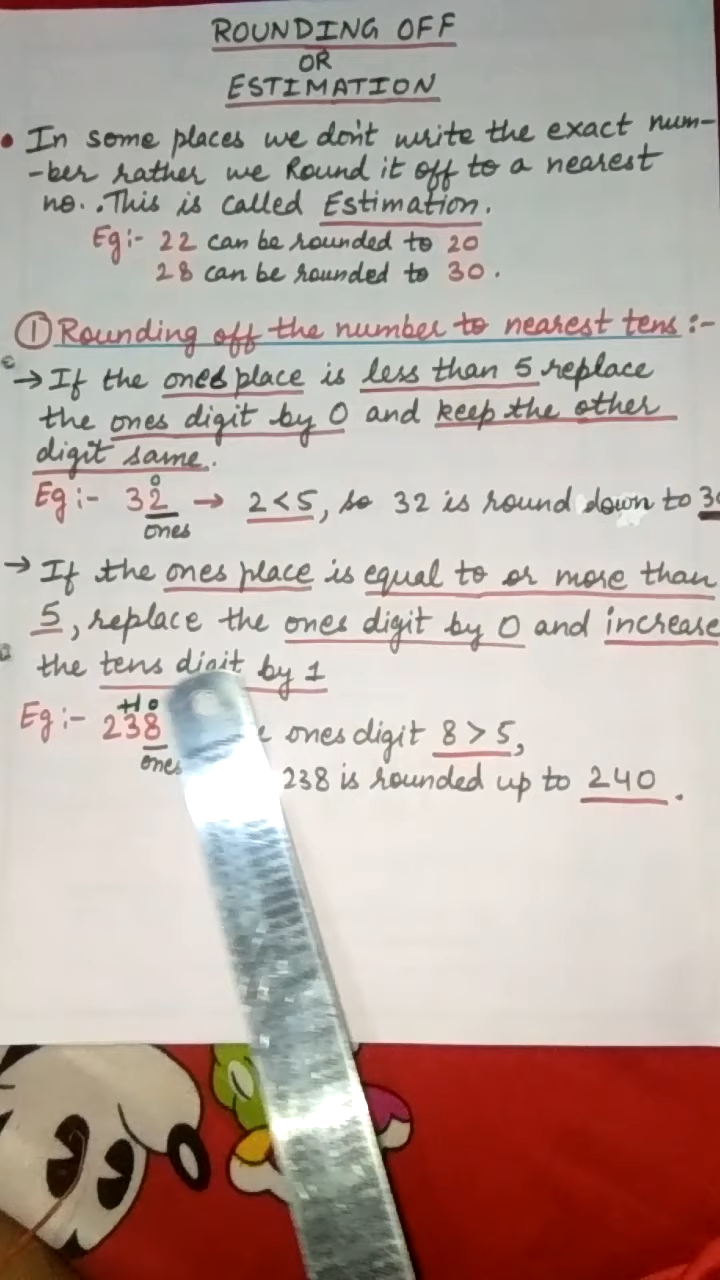 ROUNDING OFF
OR
ESTIMATION
• In some places we don't write the exact num-
-ber rather we Round it off to a nearest
no.. This is called Estimation.
Eg:- 22 can be rounded to 20
28 can be rounded to 30.
① Rounding off the number to nearest tens :-
→ If the ones place is less than 5 replace
the ones digit by 0 and keep the other
digit same.
0
Eg:- 32 → 2<5, so 32 is round down to
ones
→ If the ones place is equal to or more than
5, replace the ones digit by 0 and increase
the tens digit by 1
+1 0
Eg:- 238 ones digit 8 > 5,
ones 238 is rounded up to 240.